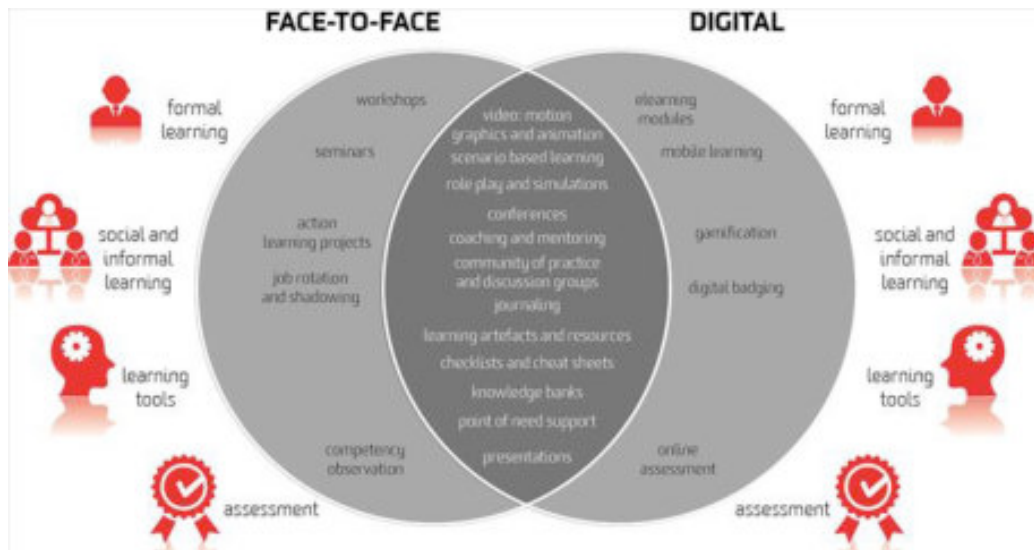 FACE-TO-FACE
DIGITAL
formal
learning
social and
informal
learning
learning
tools
assessment
workshops
seminars
action
learning projects
job rotation
and shadowing
competency
observation
video: motion
graphics and animation
scenario based learning
role play and simulations
conferences
coaching and mentoring
community of practice
and discussion groups
journaling
learning artefacts and resources
checklists and cheat sheets
knowledge banks
point of need support
presentations
elearning
modules
mobile learning
gamification
digital badging
online
assessment
formal
learning
social and
informal
learning
learning
tools
assessment